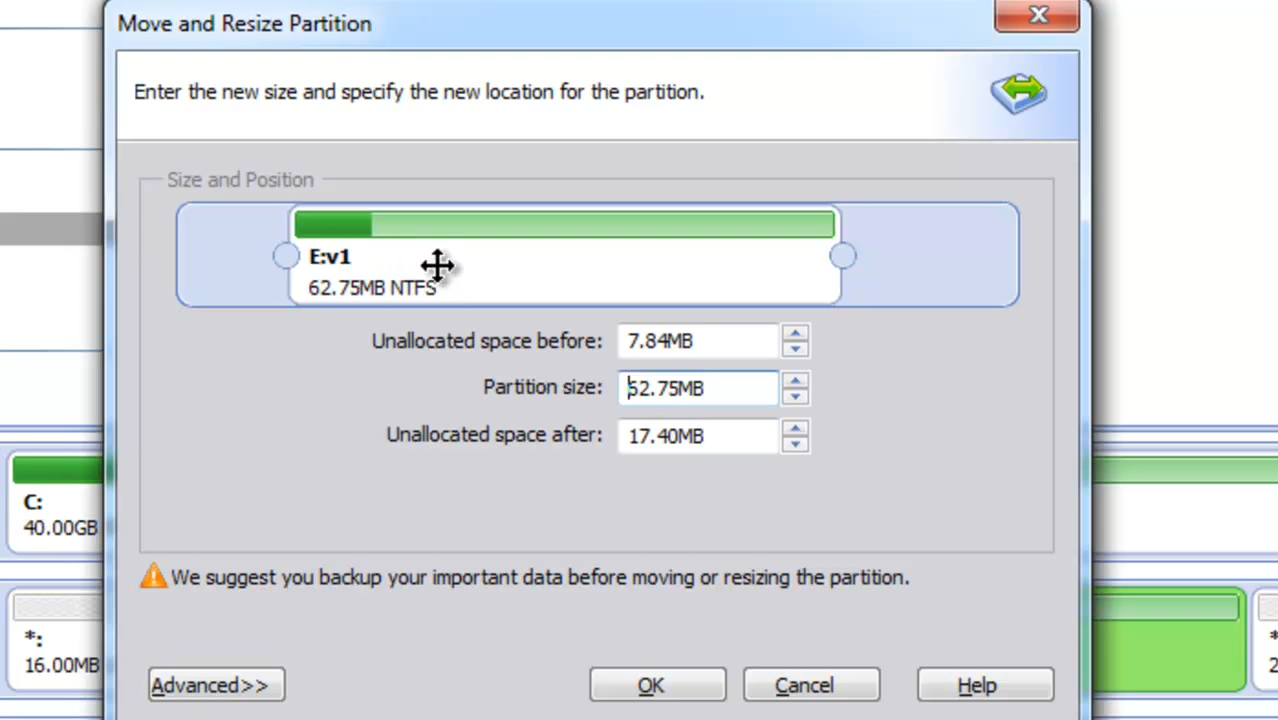 Move and Resize Partition
Enter the new size and specify the new location for the partition.
Size and Position
E:v1
62.75MB NTFS
Unallocated space before: 7.84MB
Partition size: 62.75MB
Unallocated space after: 17.40MB
C:
40.00GB
We suggest you backup your important data before moving or resizing the partition.
*:
16.00MB
*
2
Advanced>> OK Cancel Help